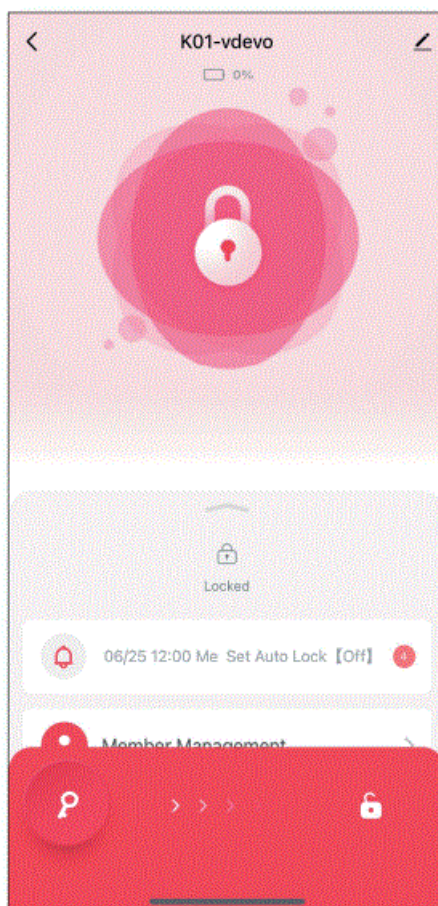 K01-vdevo
0%
Locked
06/25 12:00 Me Set Auto Lock【Off】 4
Member Management